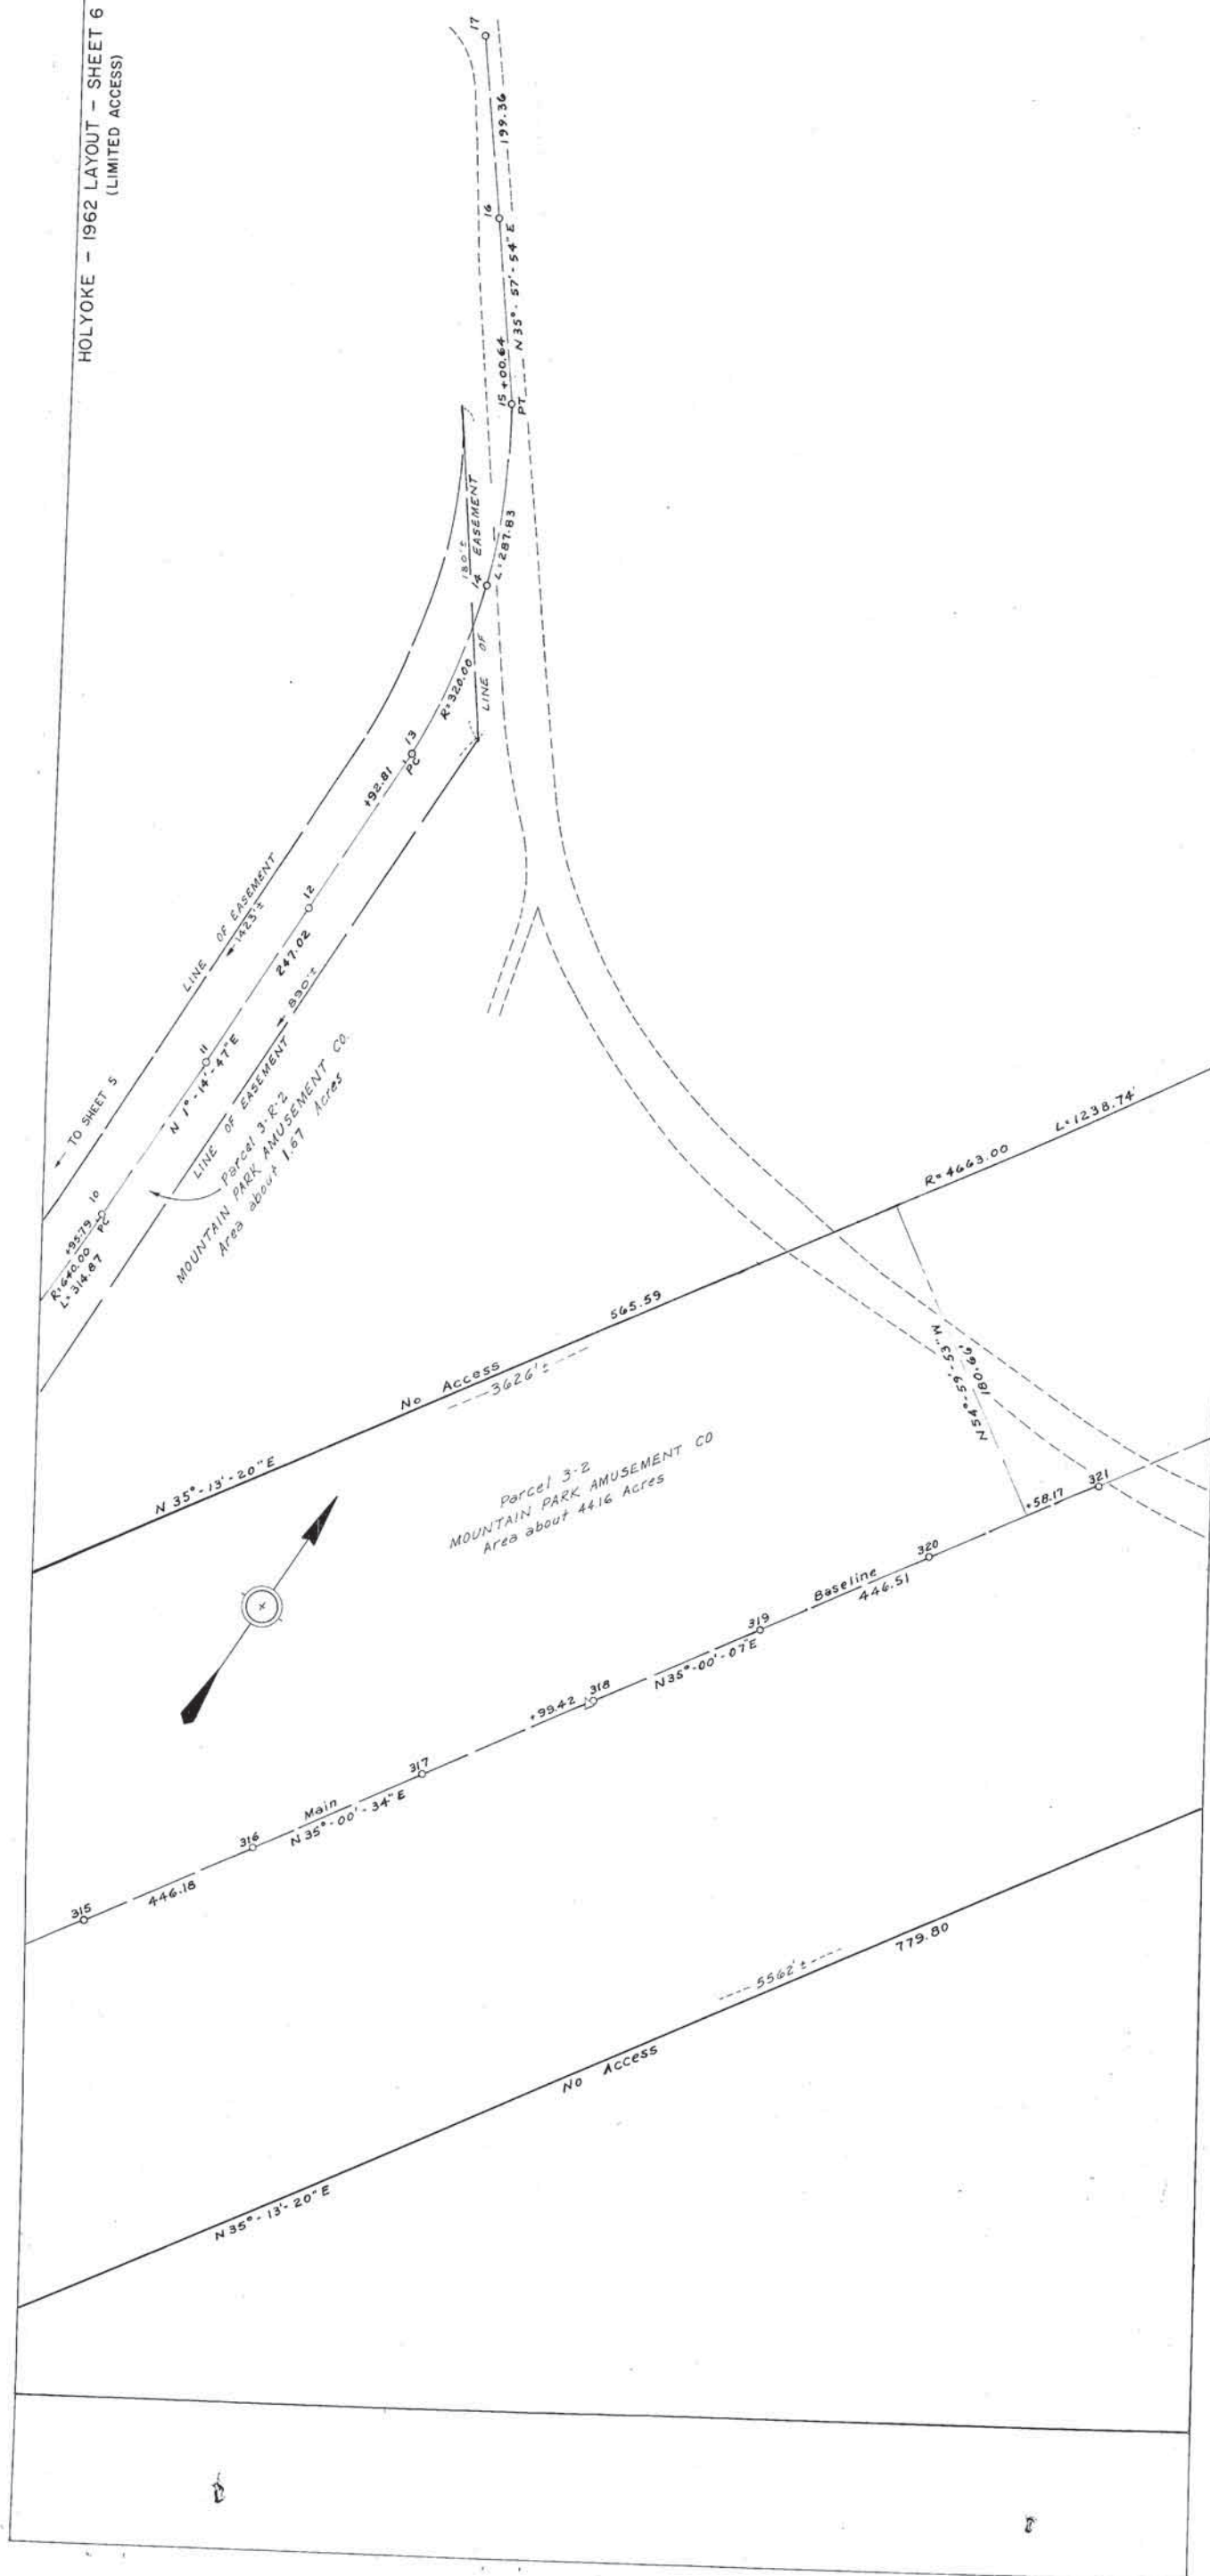 HOLYOKE - 1962 LAYOUT - SHEET 6
(LIMITED ACCESS)
17
199.36
16
N 35°- 57'- 54" E
15 +00.64
PT
180'±
14 EASEMENT
L=287.83
LINE OF
R=320.00
13
PC
+92.81
12
247.02
11
N 1°- 14'- 47" E
10
+95.79
PC
R=640.00
L=314.87
TO SHEET 5
LINE OF EASEMENT
1423'±
LINE OF EASEMENT
890'±
Parcel 3-R-2
MOUNTAIN PARK AMUSEMENT CO.
Area about 1.67 Acres
N 35°- 13'- 20" E
No Access
3626'±
565.59
R=4663.00
L=1238.74'
N 54°- 59'- 53" W
180.66'
Parcel 3-2
MOUNTAIN PARK AMUSEMENT CO
Area about 44.16 Acres
315
446.18
316
Main
N 35°- 00'- 34" E
317
+99.42
318
N 35°-00'-07" E
319
Baseline
446.51
320
+58.17
321
N 35°- 13'- 20" E
No Access
5562'±
779.80